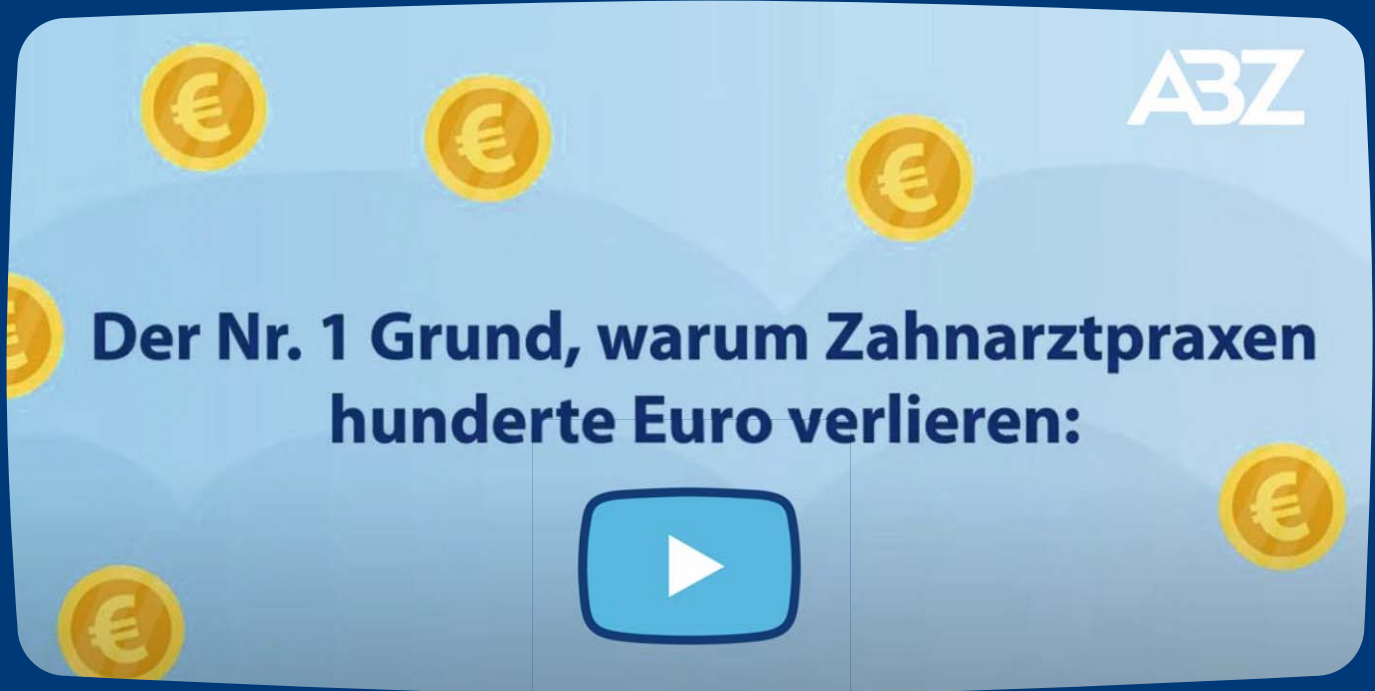 ABZ
Der Nr. 1 Grund, warum Zahnarztpraxen
hunderte Euro verlieren: